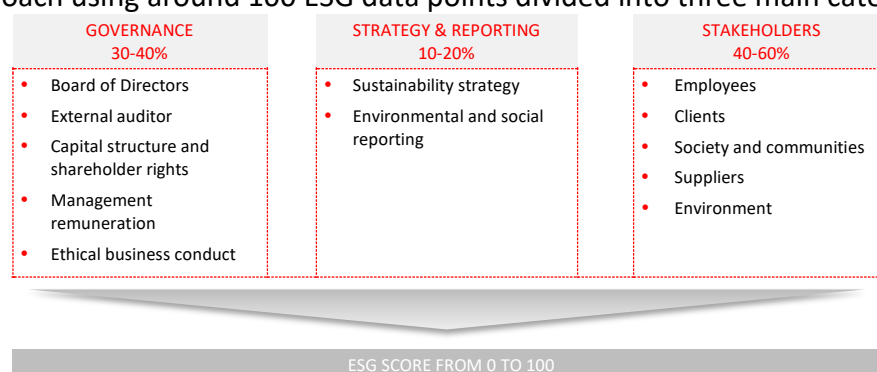 oach using around 100 ESG data points divided into three main cate
GOVERNANCE
30-40%
• Board of Directors
• External auditor
• Capital structure and
shareholder rights
• Management
remuneration
• Ethical business conduct
STRATEGY & REPORTING
10-20%
• Sustainability strategy
• Environmental and social
reporting
STAKEHOLDERS
40-60%
• Employees
• Clients
• Society and communities
• Suppliers
• Environment
ESG SCORE FROM 0 TO 100